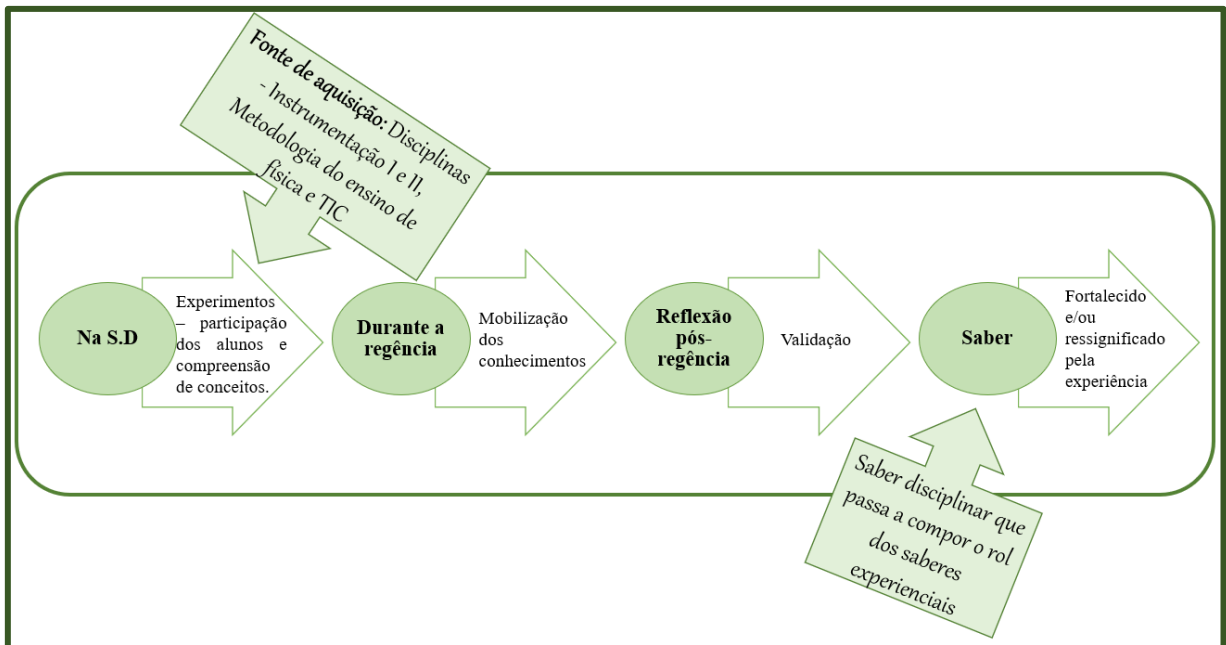 Fonte de aquisição: Disciplinas
- Instrumentação I e II,
Metodologia do ensino de
física e TIC
Na S.D
Experimentos
– participação
dos alunos e
compreensão
de conceitos.
Durante a
regência
Mobilização
dos
conhecimentos
Reflexão
pós-
regência
Validação
Saber
Fortalecido
e/ou
ressignificado
pela
experiência
Saber disciplinar que
passa a compor o rol
dos saberes
experienciais